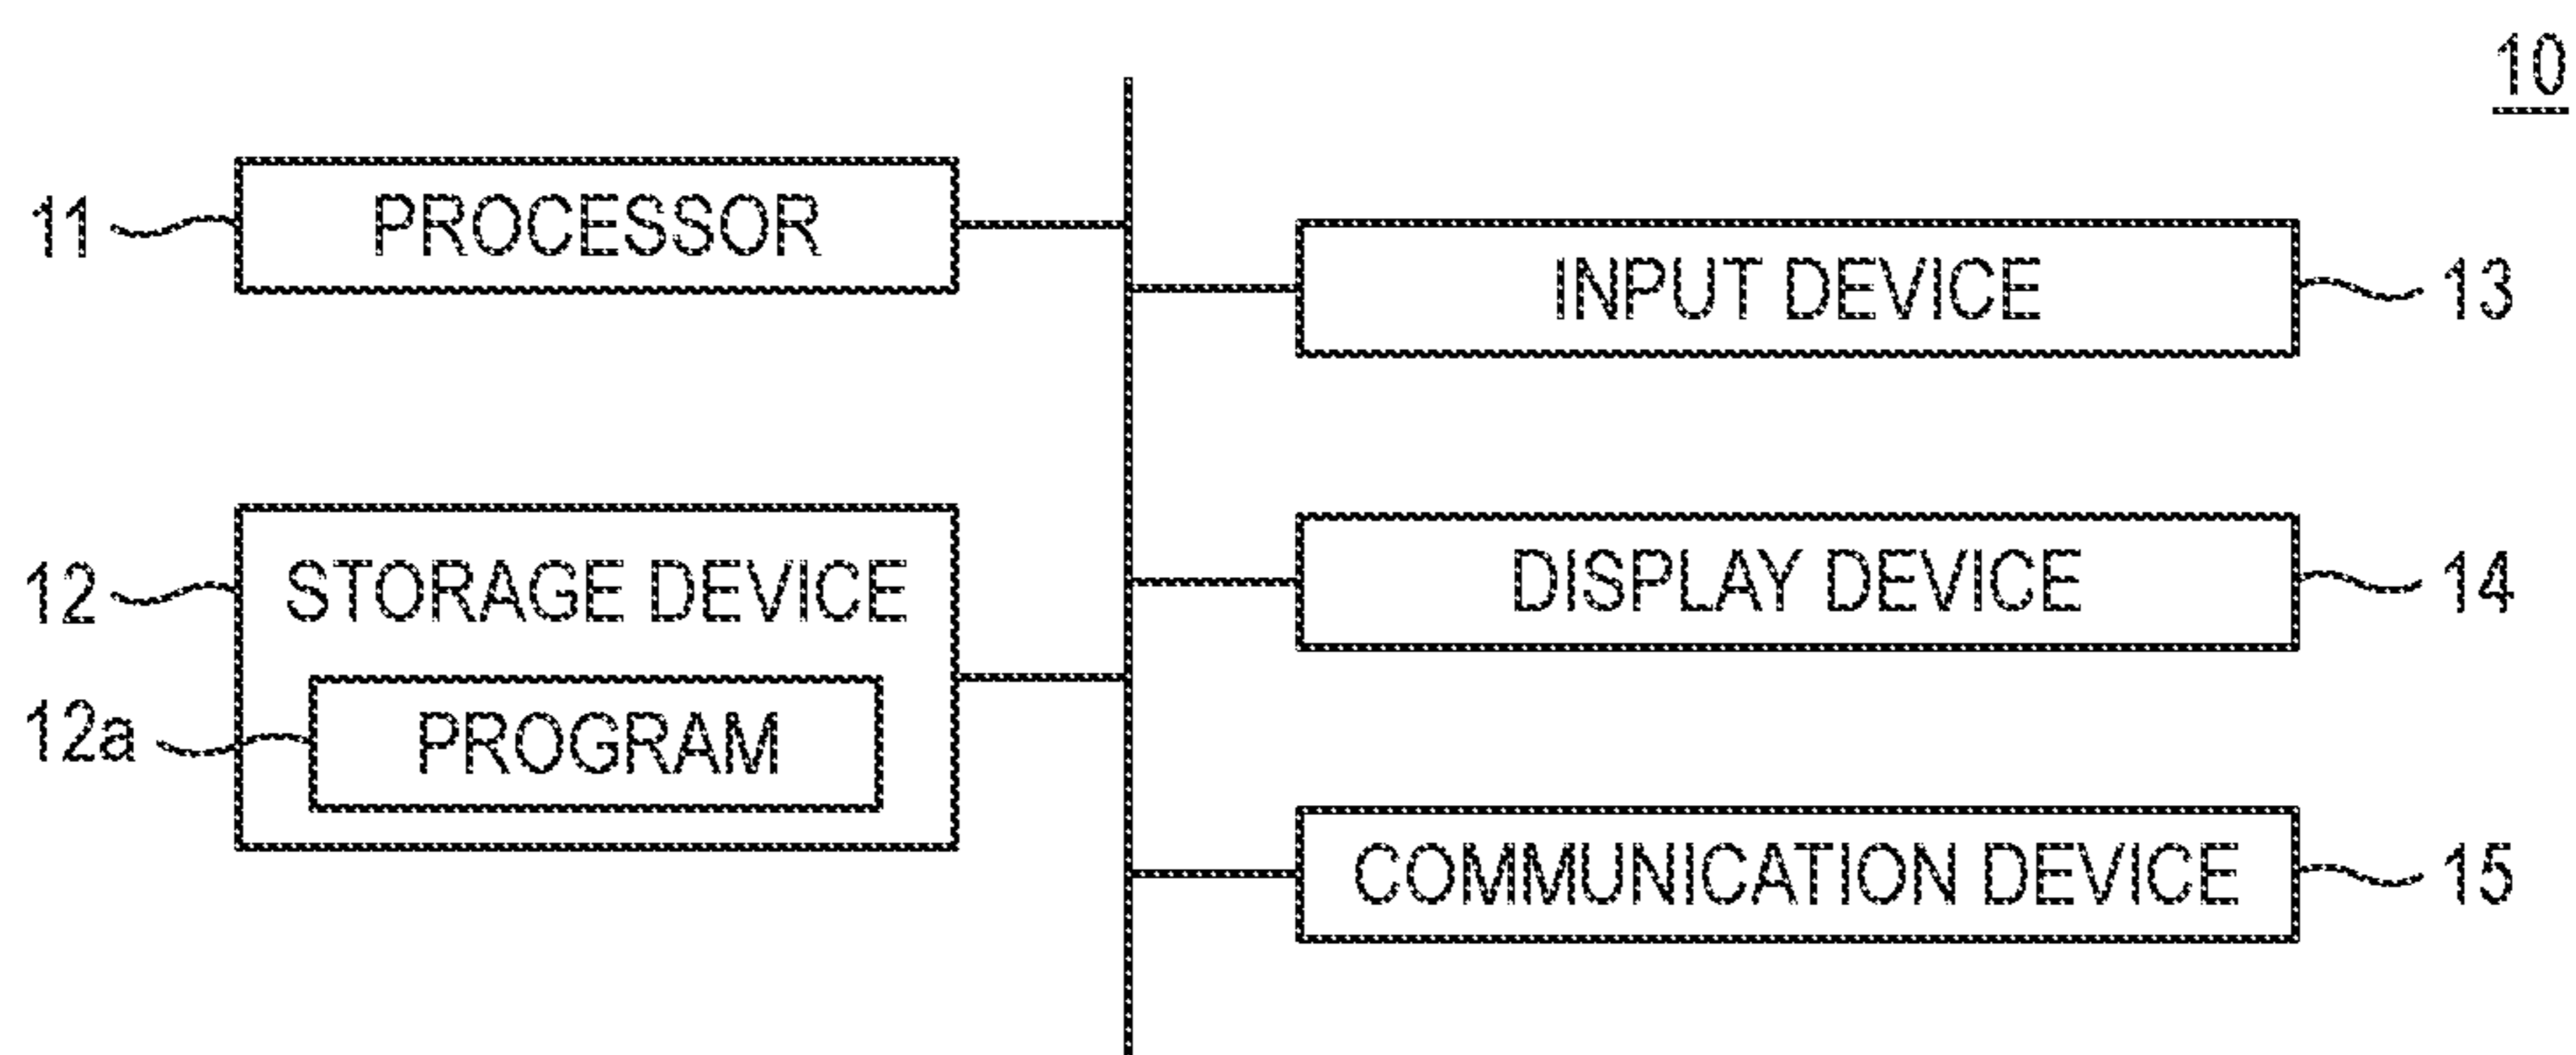 10
11 PROCESSOR
INPUT DEVICE 13
12 STORAGE DEVICE
DISPLAY DEVICE 14
12a PROGRAM
COMMUNICATION DEVICE 15